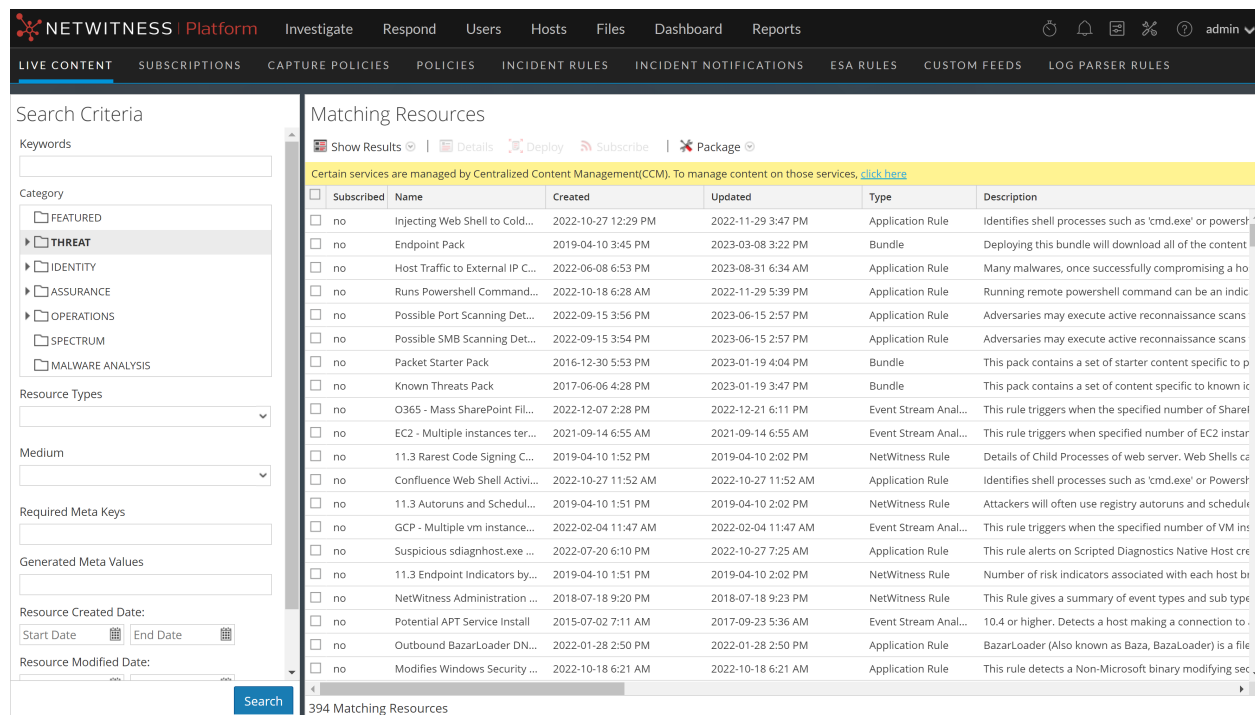 NETWITNESS | Platform Investigate Respond Users Hosts Files Dashboard Reports admin
LIVE CONTENT SUBSCRIPTIONS CAPTURE POLICIES POLICIES INCIDENT RULES INCIDENT NOTIFICATIONS ESA RULES CUSTOM FEEDS LOG PARSER RULES
Search Criteria
Keywords
Category
FEATURED
THREAT
IDENTITY
ASSURANCE
OPERATIONS
SPECTRUM
MALWARE ANALYSIS
Resource Types
Medium
Required Meta Keys
Generated Meta Values
Resource Created Date:
Start Date End Date
Resource Modified Date:
Search
Matching Resources
Show Results | Details Deploy Subscribe | Package
Certain services are managed by Centralized Content Management(CCM). To manage content on those services, click here
Subscribed Name Created Updated Type Description
no Injecting Web Shell to Cold... 2022-10-27 12:29 PM 2022-11-29 3:47 PM Application Rule Identifies shell processes such as 'cmd.exe' or powersh
no Endpoint Pack 2019-04-10 3:45 PM 2023-03-08 3:22 PM Bundle Deploying this bundle will download all of the content
no Host Traffic to External IP C... 2022-06-08 6:53 PM 2023-08-31 6:34 AM Application Rule Many malwares, once successfully compromising a ho
no Runs Powershell Command... 2022-10-18 6:28 AM 2022-11-29 5:39 PM Application Rule Running remote powershell command can be an indic
no Possible Port Scanning Det... 2022-09-15 3:56 PM 2023-06-15 2:57 PM Application Rule Adversaries may execute active reconnaissance scans
no Possible SMB Scanning Det... 2022-09-15 3:54 PM 2023-06-15 2:57 PM Application Rule Adversaries may execute active reconnaissance scans
no Packet Starter Pack 2016-12-30 5:53 PM 2023-01-19 4:04 PM Bundle This pack contains a set of starter content specific to p
no Known Threats Pack 2017-06-06 4:28 PM 2023-01-19 3:47 PM Bundle This pack contains a set of content specific to known ic
no O365 - Mass SharePoint Fil... 2022-12-07 2:28 PM 2022-12-21 6:11 PM Event Stream Anal... This rule triggers when the specified number of ShareP
no EC2 - Multiple instances ter... 2021-09-14 6:55 AM 2021-09-14 6:55 AM Event Stream Anal... This rule triggers when specified number of EC2 instar
no 11.3 Rarest Code Signing C... 2019-04-10 1:52 PM 2019-04-10 2:02 PM NetWitness Rule Details of Child Processes of web server. Web Shells ca
no Confluence Web Shell Activi... 2022-10-27 11:52 AM 2022-10-27 11:52 AM Application Rule Identifies shell processes such as 'cmd.exe' or Powersh
no 11.3 Autoruns and Schedul... 2019-04-10 1:51 PM 2019-04-10 2:02 PM NetWitness Rule Attackers will often use registry autoruns and schedule
no GCP - Multiple vm instance... 2022-02-04 11:47 AM 2022-02-04 11:47 AM Event Stream Anal... This rule triggers when the specified number of VM ins
no Suspicious sdiagnhost.exe ... 2022-07-20 6:10 PM 2022-10-27 7:25 AM Application Rule This rule alerts on Scripted Diagnostics Native Host cre
no 11.3 Endpoint Indicators by... 2019-04-10 1:51 PM 2019-04-10 2:02 PM NetWitness Rule Number of risk indicators associated with each host br
no NetWitness Administration ... 2018-07-18 9:20 PM 2018-07-18 9:23 PM NetWitness Rule This Rule gives a summary of event types and sub type
no Potential APT Service Install 2015-07-02 7:11 AM 2017-09-23 5:36 AM Event Stream Anal... 10.4 or higher. Detects a host making a connection to
no Outbound BazarLoader DN... 2022-01-28 2:50 PM 2022-01-28 2:50 PM Application Rule BazarLoader (Also known as Baza, BazaLoader) is a file
no Modifies Windows Security ... 2022-10-18 6:21 AM 2022-10-18 6:21 AM Application Rule This rule detects a Non-Microsoft binary modifying sec
394 Matching Resources